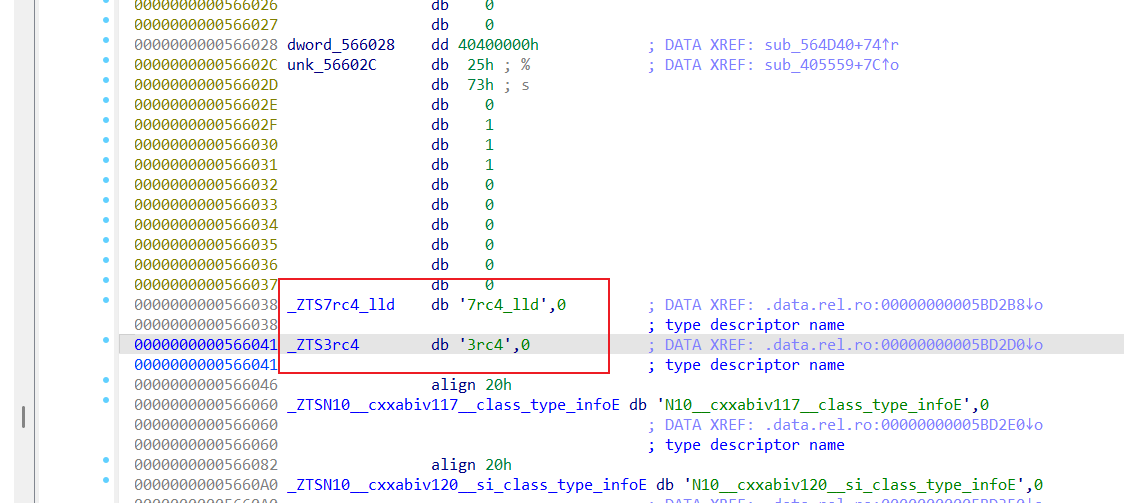 0000000000566026 db 0
0000000000566027 db 0
0000000000566028 dword_566028 dd 40400000h ; DATA XREF: sub_564D40+74↑r
000000000056602C unk_56602C db 25h ; % ; DATA XREF: sub_405559+7C↑o
000000000056602D db 73h ; s
000000000056602E db 0
000000000056602F db 1
0000000000566030 db 1
0000000000566031 db 1
0000000000566032 db 0
0000000000566033 db 0
0000000000566034 db 0
0000000000566035 db 0
0000000000566036 db 0
0000000000566037 db 0
0000000000566038 _ZTS7rc4_lld db '7rc4_lld',0 ; DATA XREF: .data.rel.ro:00000000005BD2B8↓o
0000000000566038 ; type descriptor name
0000000000566041 _ZTS3rc4 db '3rc4',0 ; DATA XREF: .data.rel.ro:00000000005BD2D0↓o
0000000000566041 ; type descriptor name
0000000000566046 align 20h
0000000000566060 _ZTSN10__cxxabiv117__class_type_infoE db 'N10__cxxabiv117__class_type_infoE',0
0000000000566060 ; DATA XREF: .data.rel.ro:00000000005BD2E0↓o
0000000000566060 ; type descriptor name
0000000000566082 align 20h
00000000005660A0 _ZTSN10__cxxabiv120__si_class_type_infoE db 'N10__cxxabiv120__si_class_type_infoE',0